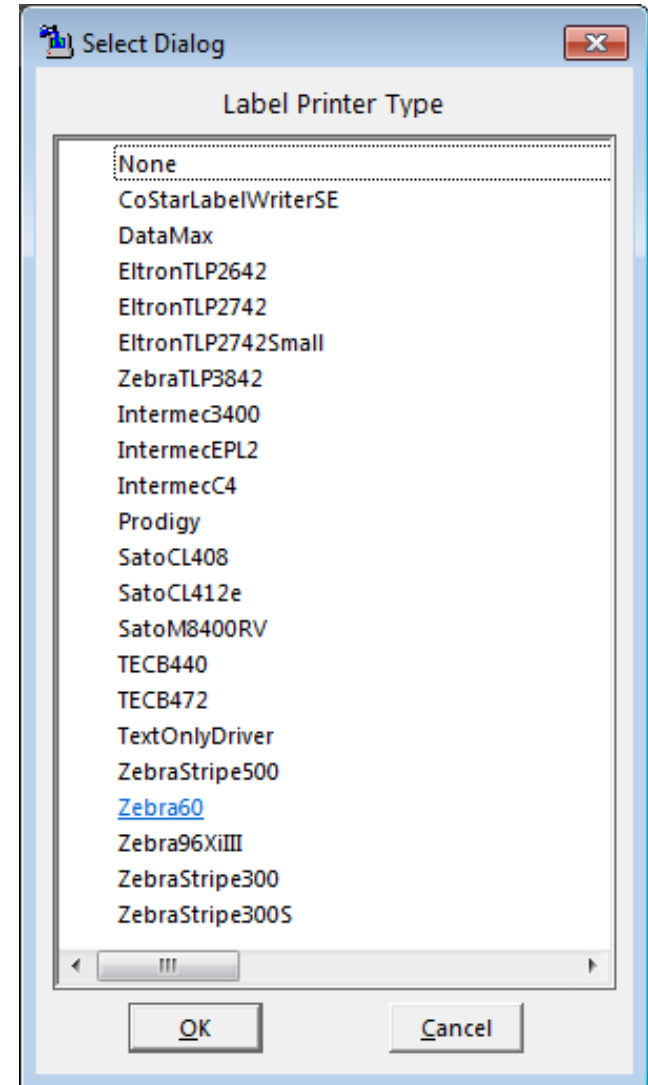 Select Dialog
Label Printer Type
None
CoStarLabelWriterSE
DataMax
EltronTLP2642
EltronTLP2742
EltronTLP2742Small
ZebraTLP3842
Intermec3400
IntermecEPL2
IntermecC4
Prodigy
SatoCL408
SatoCL412e
SatoM8400RV
TECB440
TECB472
TextOnlyDriver
ZebraStripe500
Zebra60
Zebra96XiIII
ZebraStripe300
ZebraStripe300S
OK Cancel